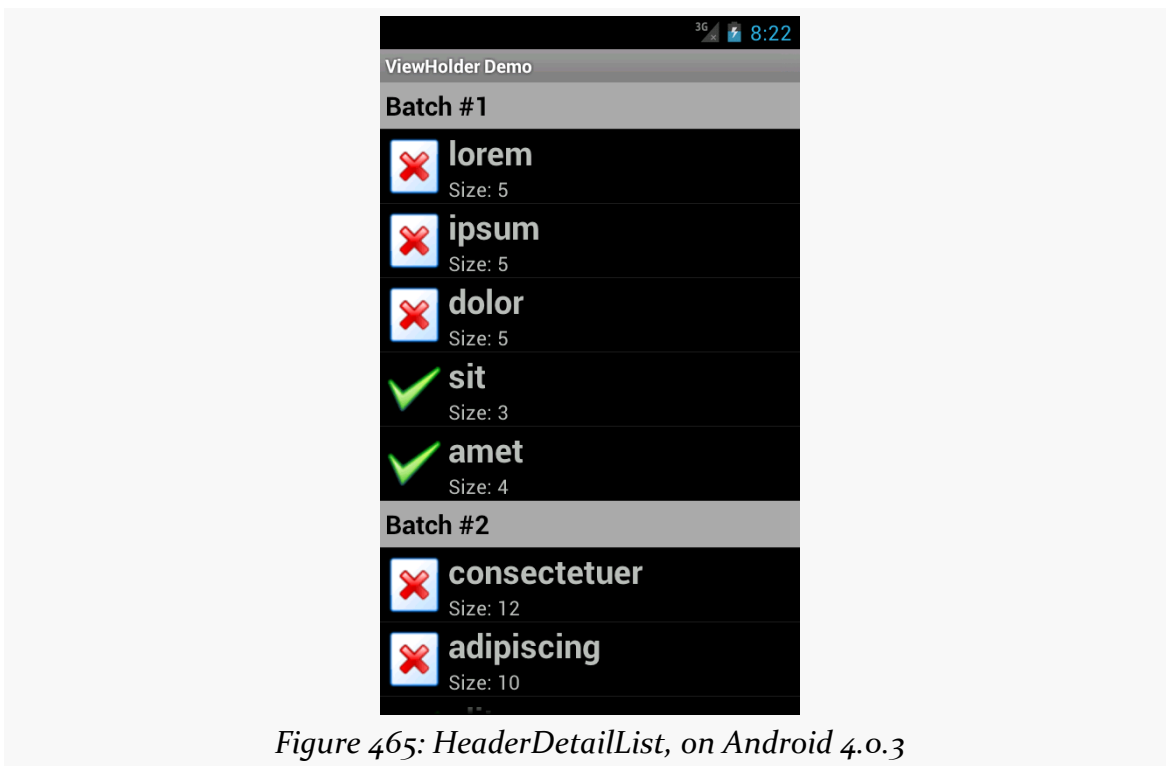 3G 8:22
ViewHolder Demo
Batch #1
lorem
Size: 5
ipsum
Size: 5
dolor
Size: 5
sit
Size: 3
amet
Size: 4
Batch #2
consectetuer
Size: 12
adipiscing
Size: 10
Figure 465: HeaderDetailList, on Android 4.0.3